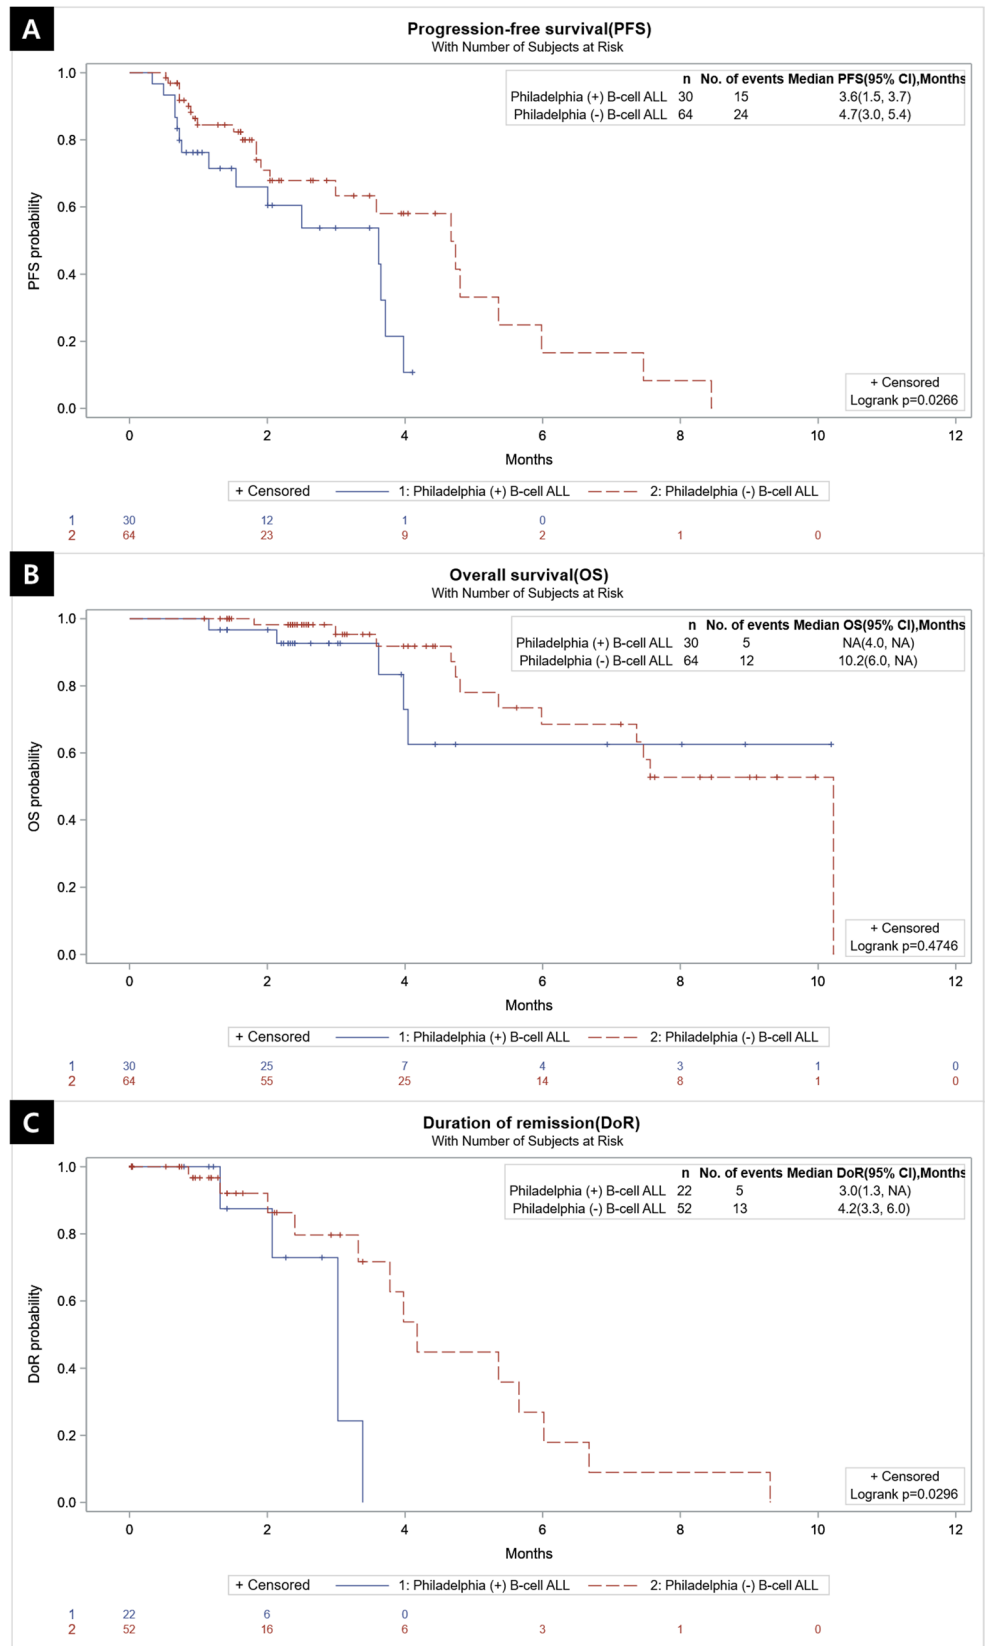 A
Progression-free survival(PFS)
With Number of Subjects at Risk
n No. of events Median PFS(95% CI),Months
Philadelphia (+) B-cell ALL 30 15 3.6(1.5, 3.7)
Philadelphia (-) B-cell ALL 64 24 4.7(3.0, 5.4)
1.0
0.8
0.6
0.4
0.2
0.0
PFS probability
+ Censored
Logrank p=0.0266
0 2 4 6 8 10 12
Months
+ Censored 1: Philadelphia (+) B-cell ALL 2: Philadelphia (-) B-cell ALL
1 30 12 1 0
2 64 23 9 2 1 0
B
Overall survival(OS)
With Number of Subjects at Risk
n No. of events Median OS(95% CI),Months
Philadelphia (+) B-cell ALL 30 5 NA(4.0, NA)
Philadelphia (-) B-cell ALL 64 12 10.2(6.0, NA)
1.0
0.8
0.6
0.4
0.2
0.0
OS probability
+ Censored
Logrank p=0.4746
0 2 4 6 8 10 12
Months
+ Censored 1: Philadelphia (+) B-cell ALL 2: Philadelphia (-) B-cell ALL
1 30 25 7 4 3 1 0
2 64 55 25 14 8 1 0
C
Duration of remission(DoR)
With Number of Subjects at Risk
n No. of events Median DoR(95% CI),Months
Philadelphia (+) B-cell ALL 22 5 3.0(1.3, NA)
Philadelphia (-) B-cell ALL 52 13 4.2(3.3, 6.0)
1.0
0.8
0.6
0.4
0.2
0.0
DoR probability
+ Censored
Logrank p=0.0296
0 2 4 6 8 10 12
Months
+ Censored 1: Philadelphia (+) B-cell ALL 2: Philadelphia (-) B-cell ALL
1 22 6 0
2 52 16 6 3 1 0